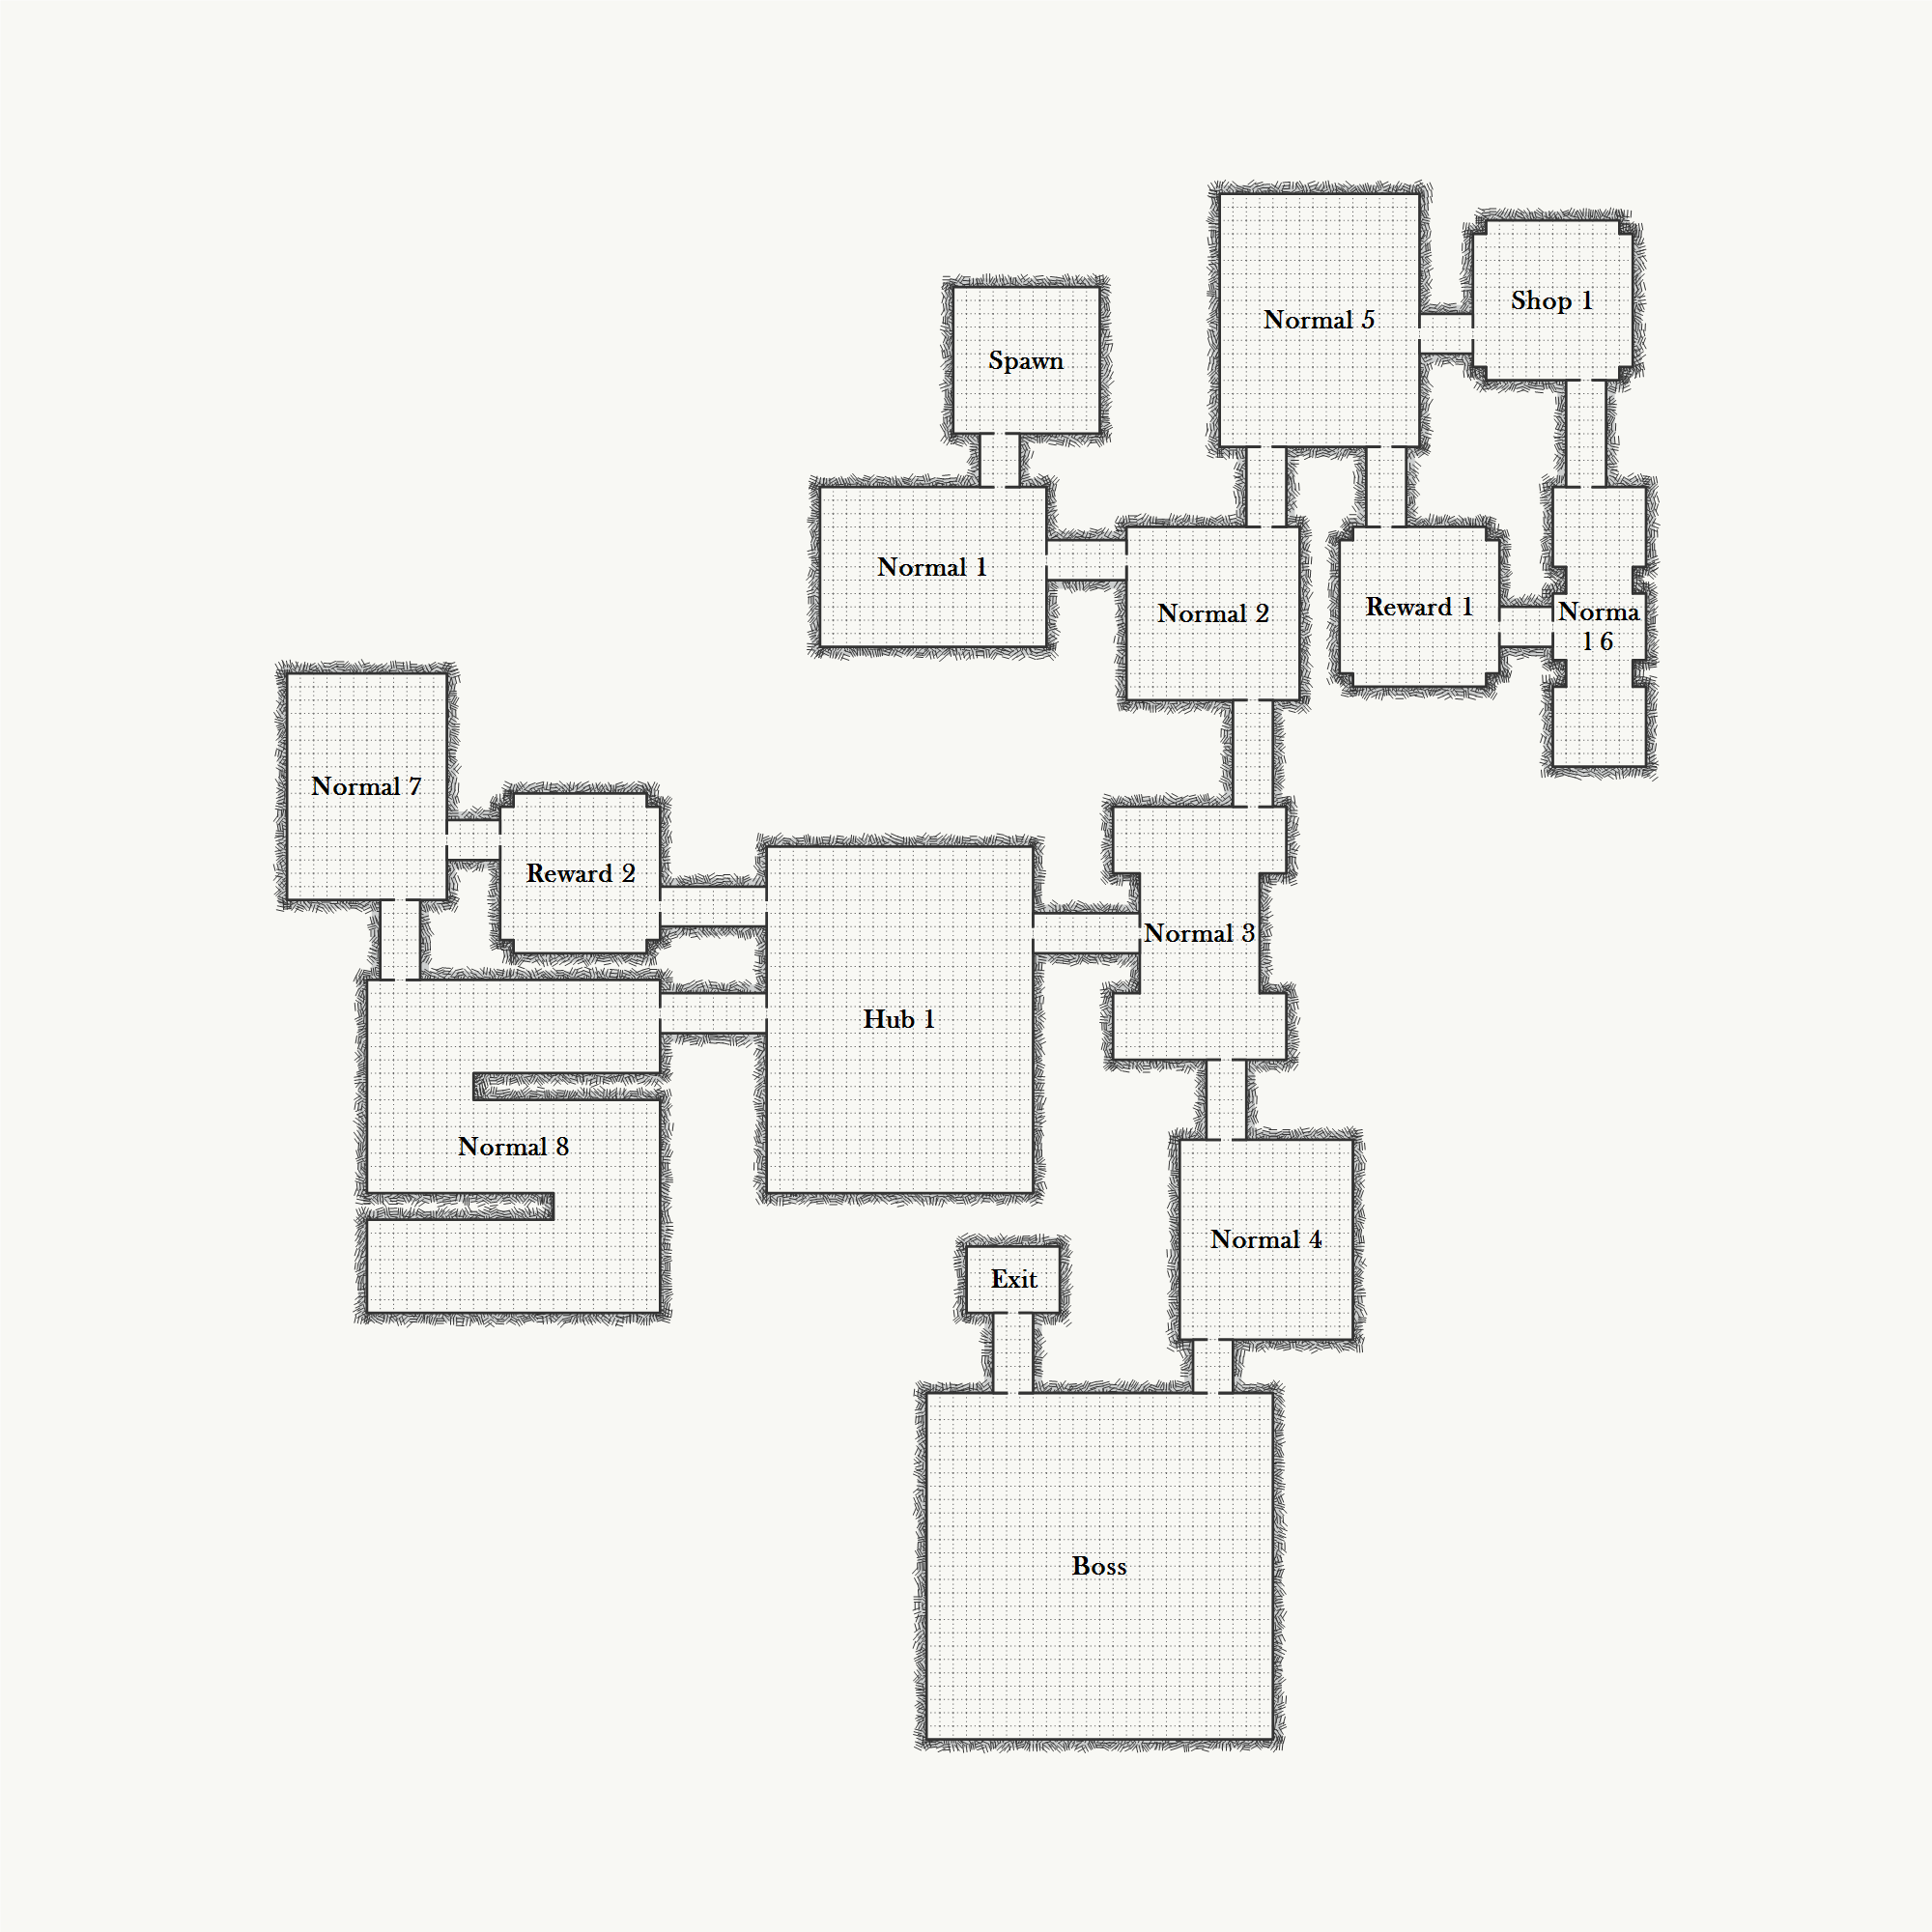 Shop 1
Normal 5
Spawn
Normal 1
Reward 1
Normal 2
Norma
l 6
Normal 7
Reward 2
Normal 3
Hub 1
Normal 8
Normal 4
Exit
Boss